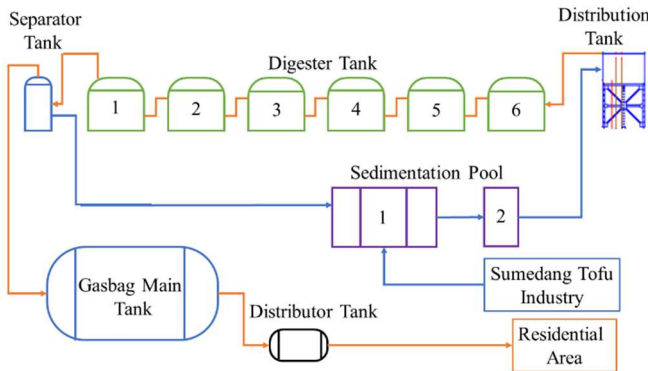 Separator
Tank
Distribution
Tank
Digester Tank
1
2
3
4
5
6
Sedimentation Pool
1
2
Gasbag Main
Tank
Sumedang Tofu
Industry
Distributor Tank
Residential
Area